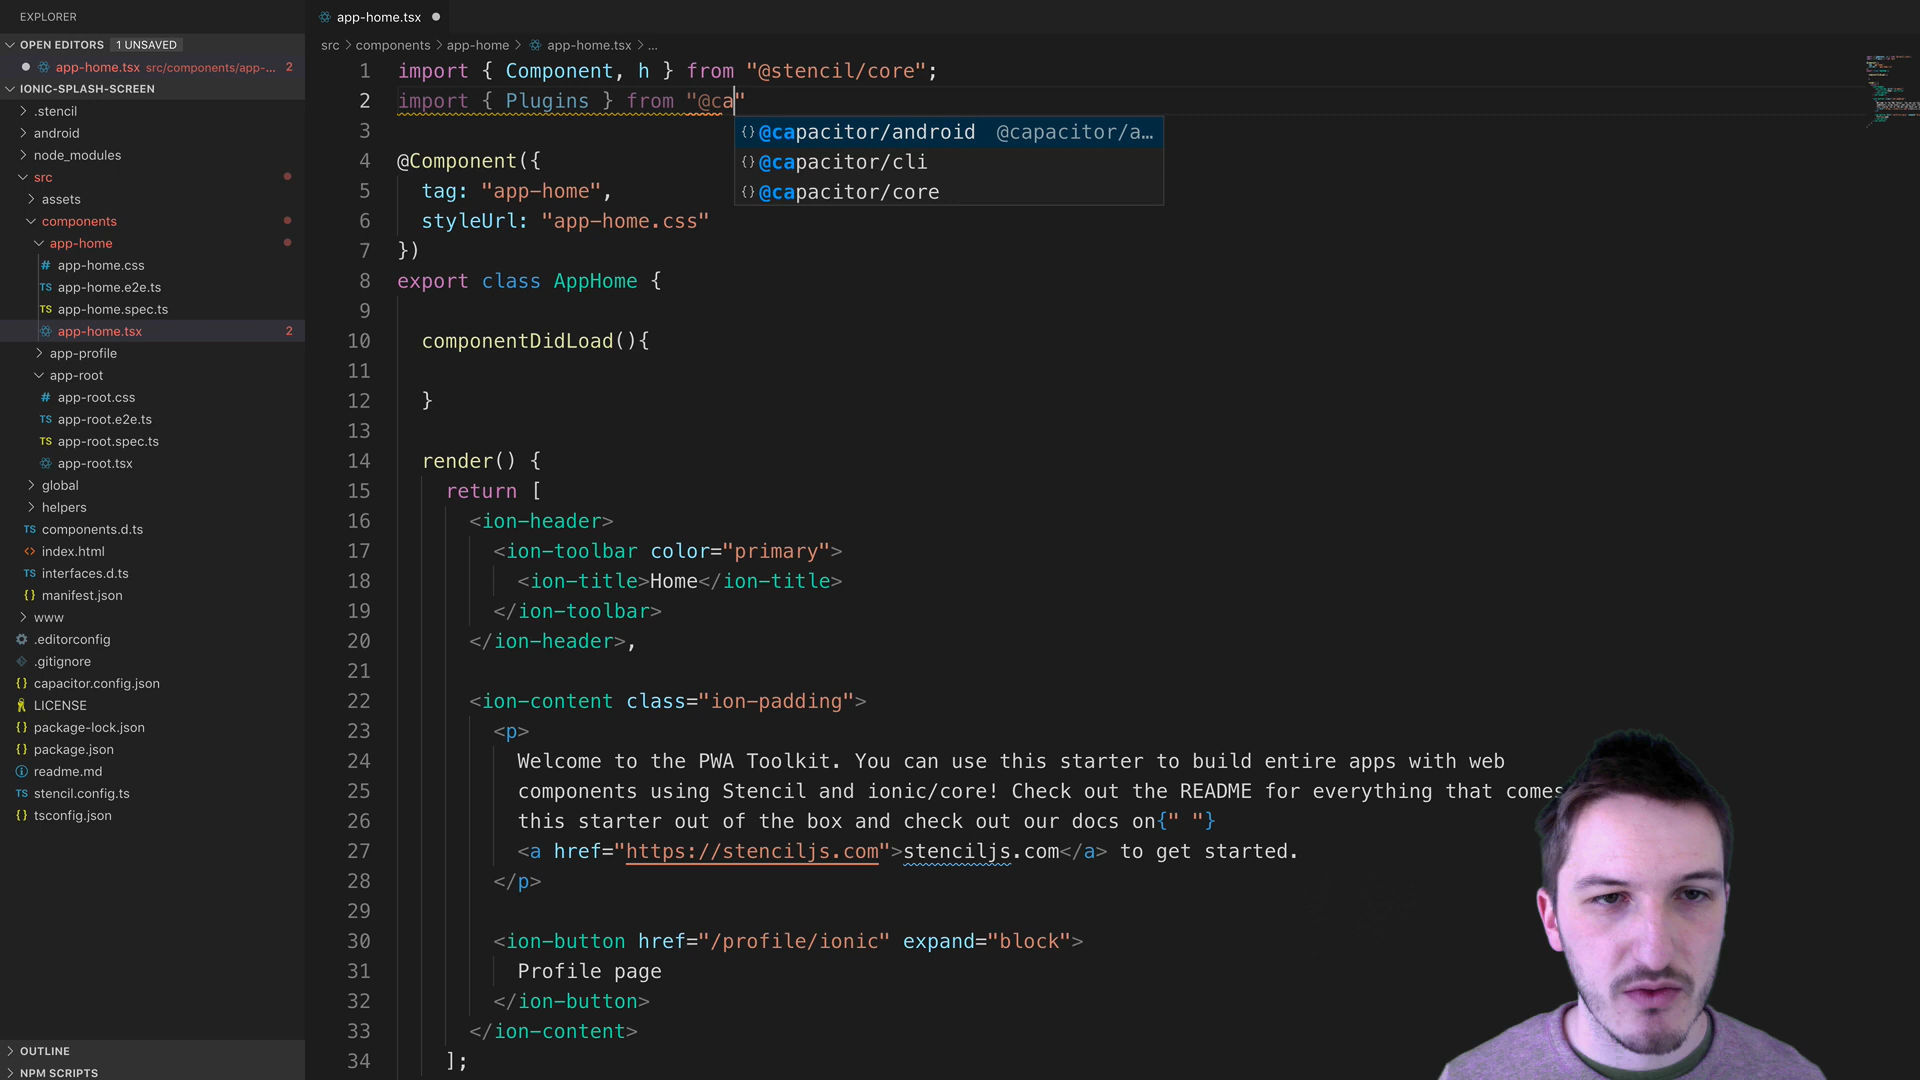 EXPLORER
OPEN EDITORS 1 UNSAVED
app-home.tsx src/components/app-... 2
IONIC-SPLASH-SCREEN
.stencil
android
node_modules
src
assets
components
app-home
# app-home.css
TS app-home.e2e.ts
TS app-home.spec.ts
app-home.tsx 2
app-profile
app-root
# app-root.css
TS app-root.e2e.ts
TS app-root.spec.ts
app-root.tsx
global
helpers
TS components.d.ts
<> index.html
TS interfaces.d.ts
{} manifest.json
www
.editorconfig
.gitignore
{} capacitor.config.json
LICENSE
{} package-lock.json
{} package.json
readme.md
TS stencil.config.ts
{} tsconfig.json
OUTLINE
NPM SCRIPTS
app-home.tsx
src > components > app-home > app-home.tsx > ...
1 import { Component, h } from "@stencil/core";
2 import { Plugins } from "@ca"
{} @capacitor/android @capacitor/a...
{} @capacitor/cli
{} @capacitor/core
3
4 @Component({
5 tag: "app-home",
6 styleUrl: "app-home.css"
7 })
8 export class AppHome {
9
10 componentDidLoad(){
11
12 }
13
14 render() {
15 return [
16 <ion-header>
17 <ion-toolbar color="primary">
18 <ion-title>Home</ion-title>
19 </ion-toolbar>
20 </ion-header>,
21
22 <ion-content class="ion-padding">
23 <p>
24 Welcome to the PWA Toolkit. You can use this starter to build entire apps with web
25 components using Stencil and ionic/core! Check out the README for everything that comes
26 this starter out of the box and check out our docs on{" "}
27 <a href="https://stenciljs.com">stenciljs.com</a> to get started.
28 </p>
29
30 <ion-button href="/profile/ionic" expand="block">
31 Profile page
32 </ion-button>
33 </ion-content>
34 ];